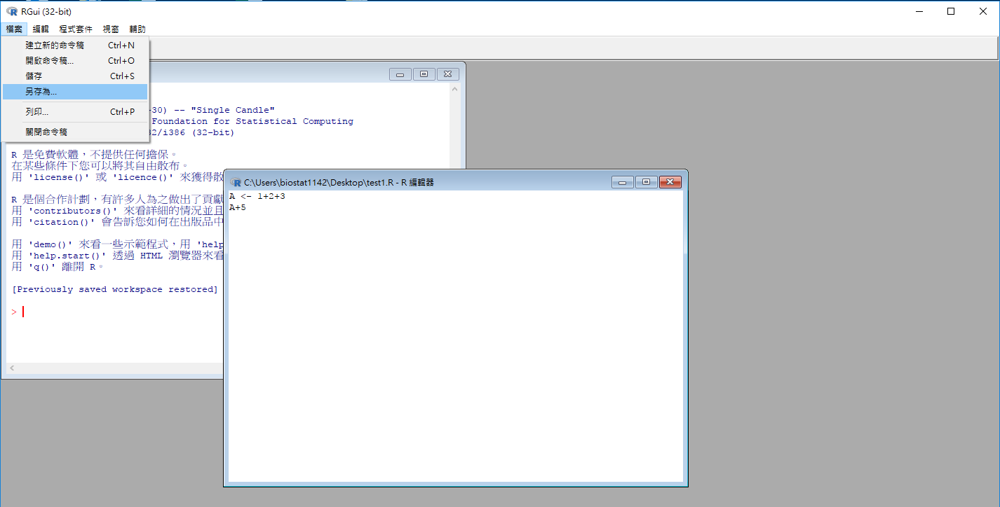 RGui (32-bit)
檔案 編輯 程式套件 視窗 輔助
建立新的命令稿 Ctrl+N
開啟命令稿... Ctrl+O
儲存 Ctrl+S
另存為...
列印... Ctrl+P
關閉命令稿
-30) -- "Single Candle"
Foundation for Statistical Computing
32/i386 (32-bit)
R 是免費軟體，不提供任何擔保。
在某些條件下您可以將其自由散布。
用 'license()' 或 'licence()' 來獲得散
R 是個合作計劃，有許多人為之做出了貢獻
用 'contributors()' 來看詳細的情況並且
用 'citation()' 會告訴您如何在出版品中
用 'demo()' 來看一些示範程式，用 'help
用 'help.start()' 透過 HTML 瀏覽器來看
用 'q()' 離開 R。
[Previously saved workspace restored]
>
C:\Users\biostat1142\Desktop\test1.R - R 編輯器
A <- 1+2+3
A+5